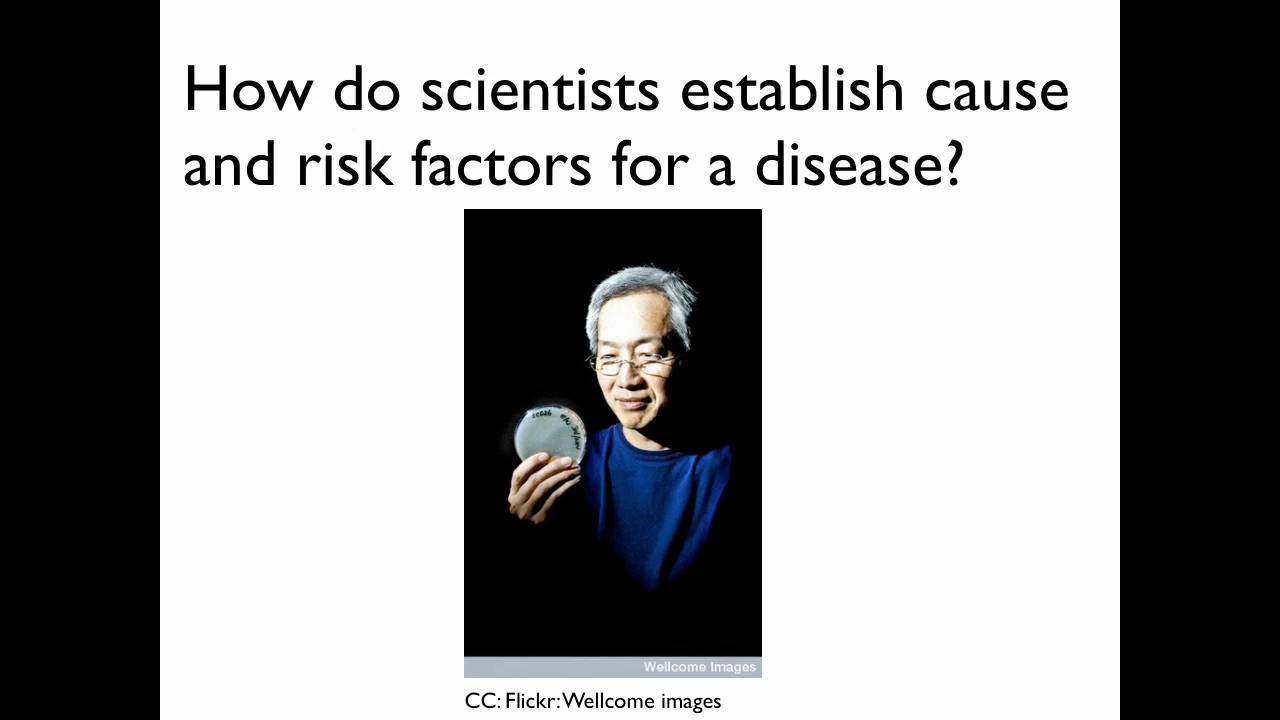 How do scientists establish cause
and risk factors for a disease?
Wellcome Images
CC: Flickr: Wellcome images